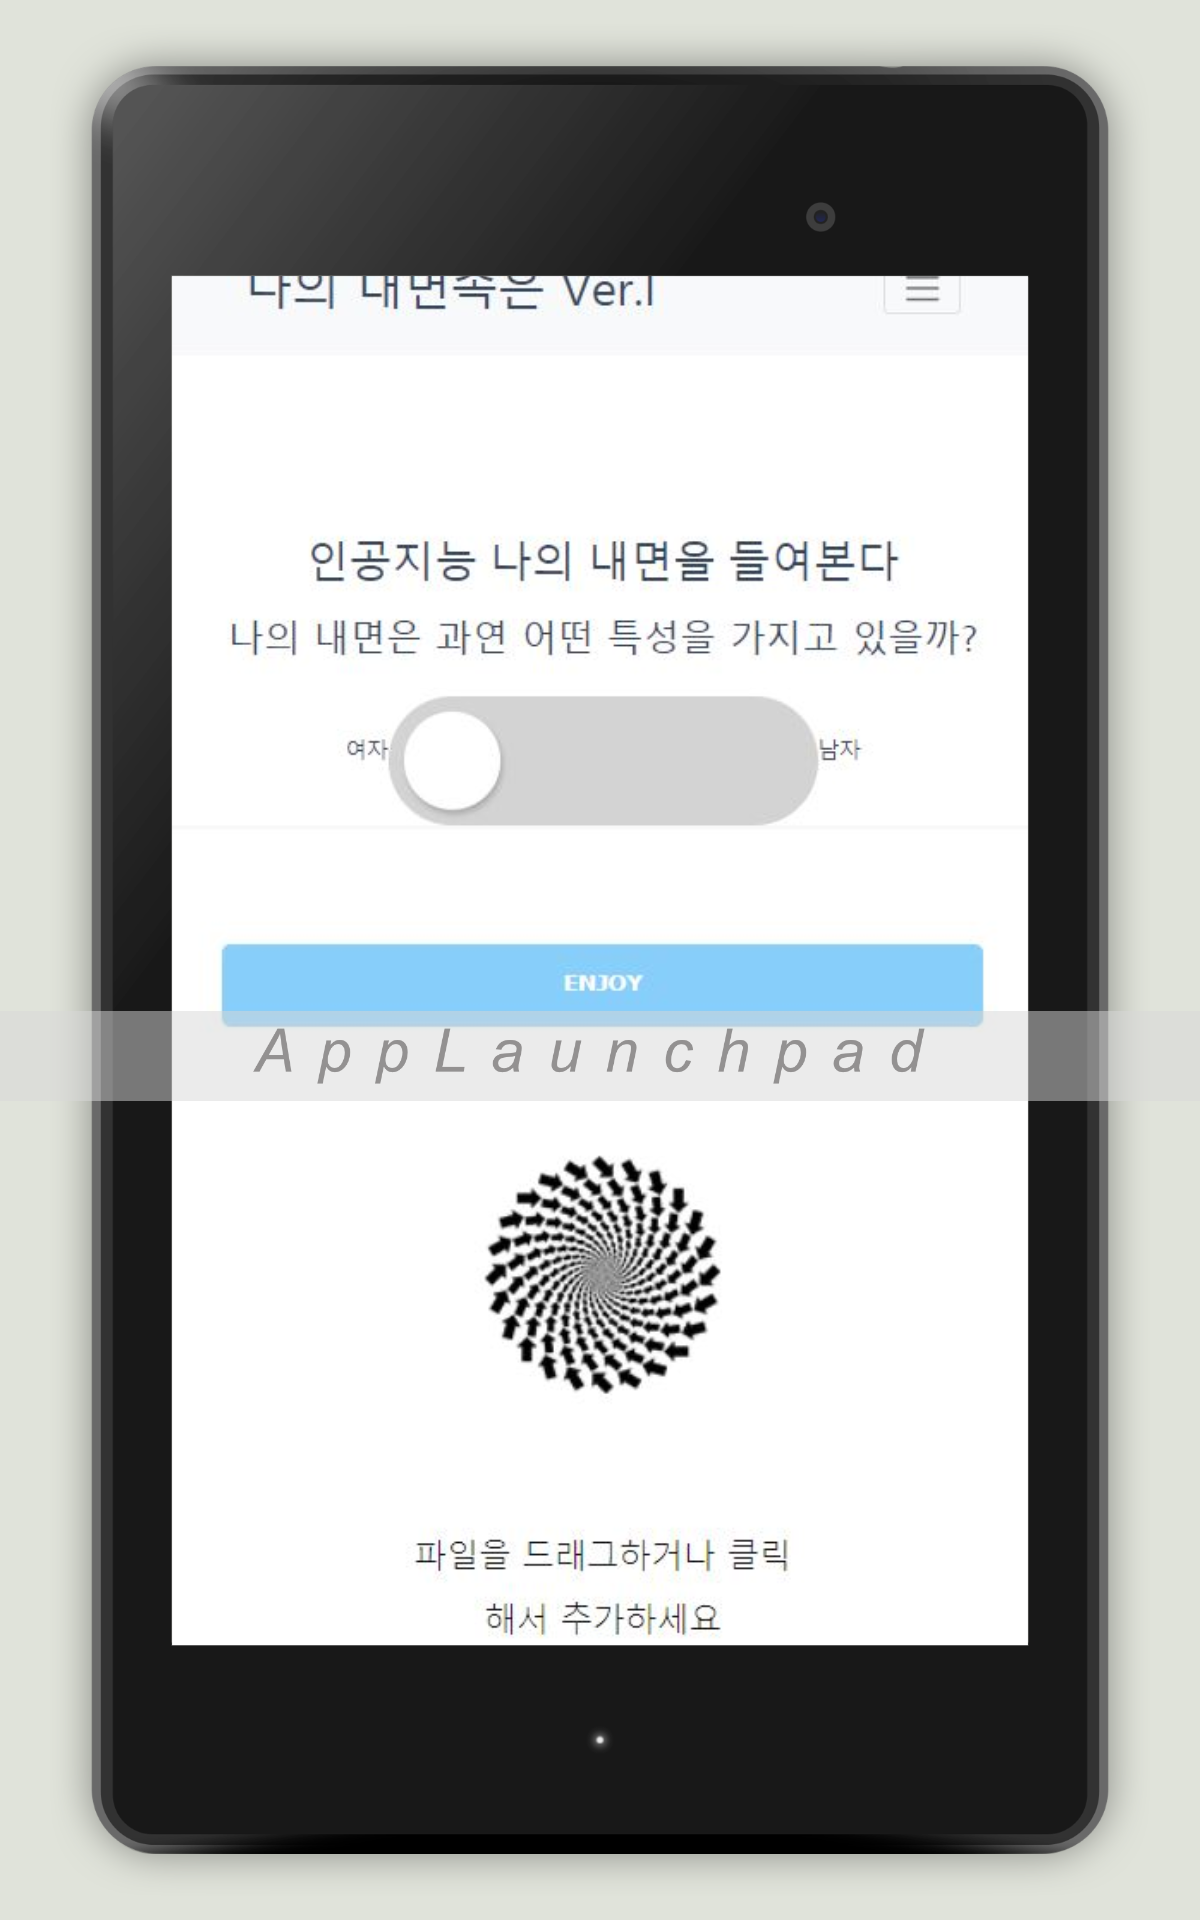 나의 내면속은 Ver.I
인공지능 나의 내면을 들여본다
나의 내면은 과연 어떤 특성을 가지고 있을까?
여자 남자
ENJOY
AppLaunchpad
파일을 드래그하거나 클릭
해서 추가하세요